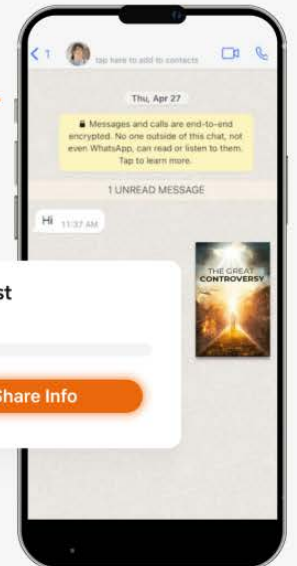 1
tap here to add to contacts
Thu, Apr 27
Messages and calls are end-to-end
encrypted. No one outside of this chat, not
even WhatsApp, can read or listen to them.
Tap to learn more.
1 UNREAD MESSAGE
Hi 11:37 AM
THE GREAT
CONTROVERSY
st
Share Info